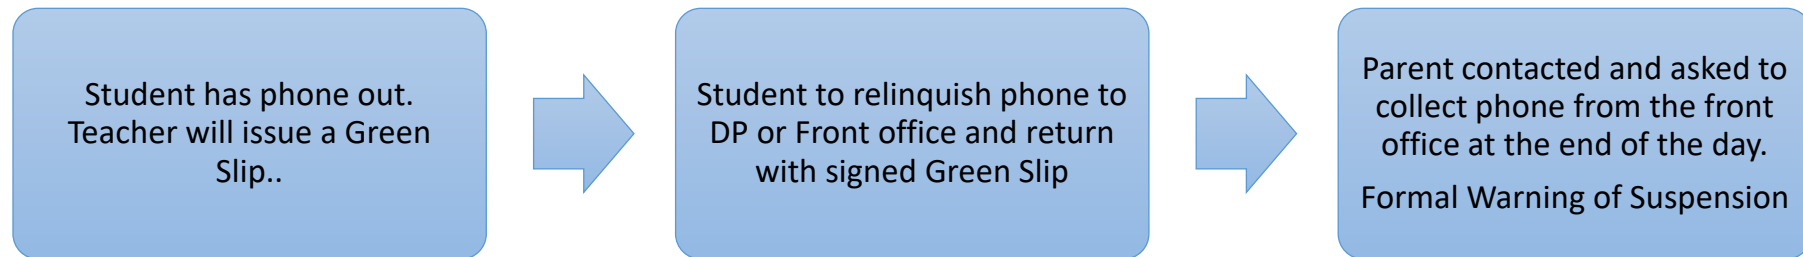 Student has phone out.
Teacher will issue a Green
Slip..
Student to relinquish phone to
DP or Front office and return
with signed Green Slip
Parent contacted and asked to
collect phone from the front
office at the end of the day.
Formal Warning of Suspension